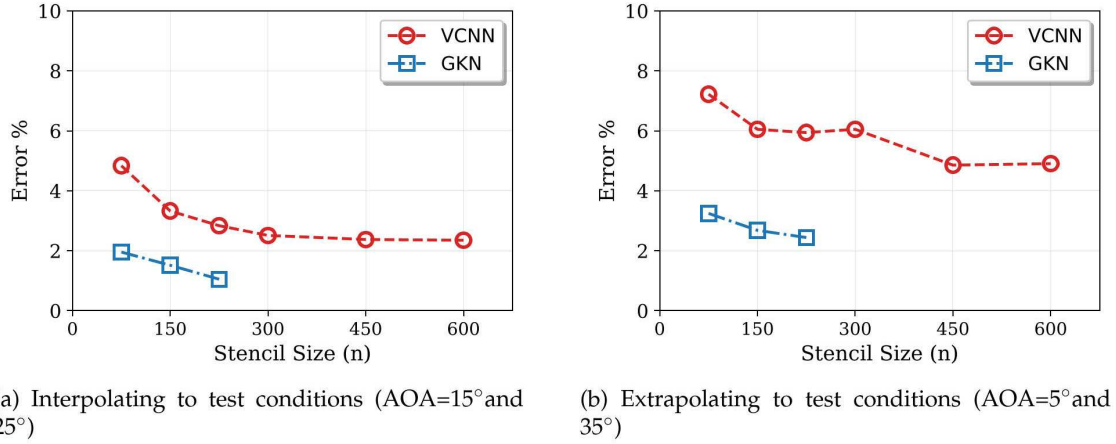 10
8
6
4
2
0
Error %
0 150 300 450 600
Stencil Size (n)
VCNN
GKN
10
8
6
4
2
0
Error %
0 150 300 450 600
Stencil Size (n)
VCNN
GKN
a) Interpolating to test conditions (AOA=15°and
25°)
(b) Extrapolating to test conditions (AOA=5°and
35°)